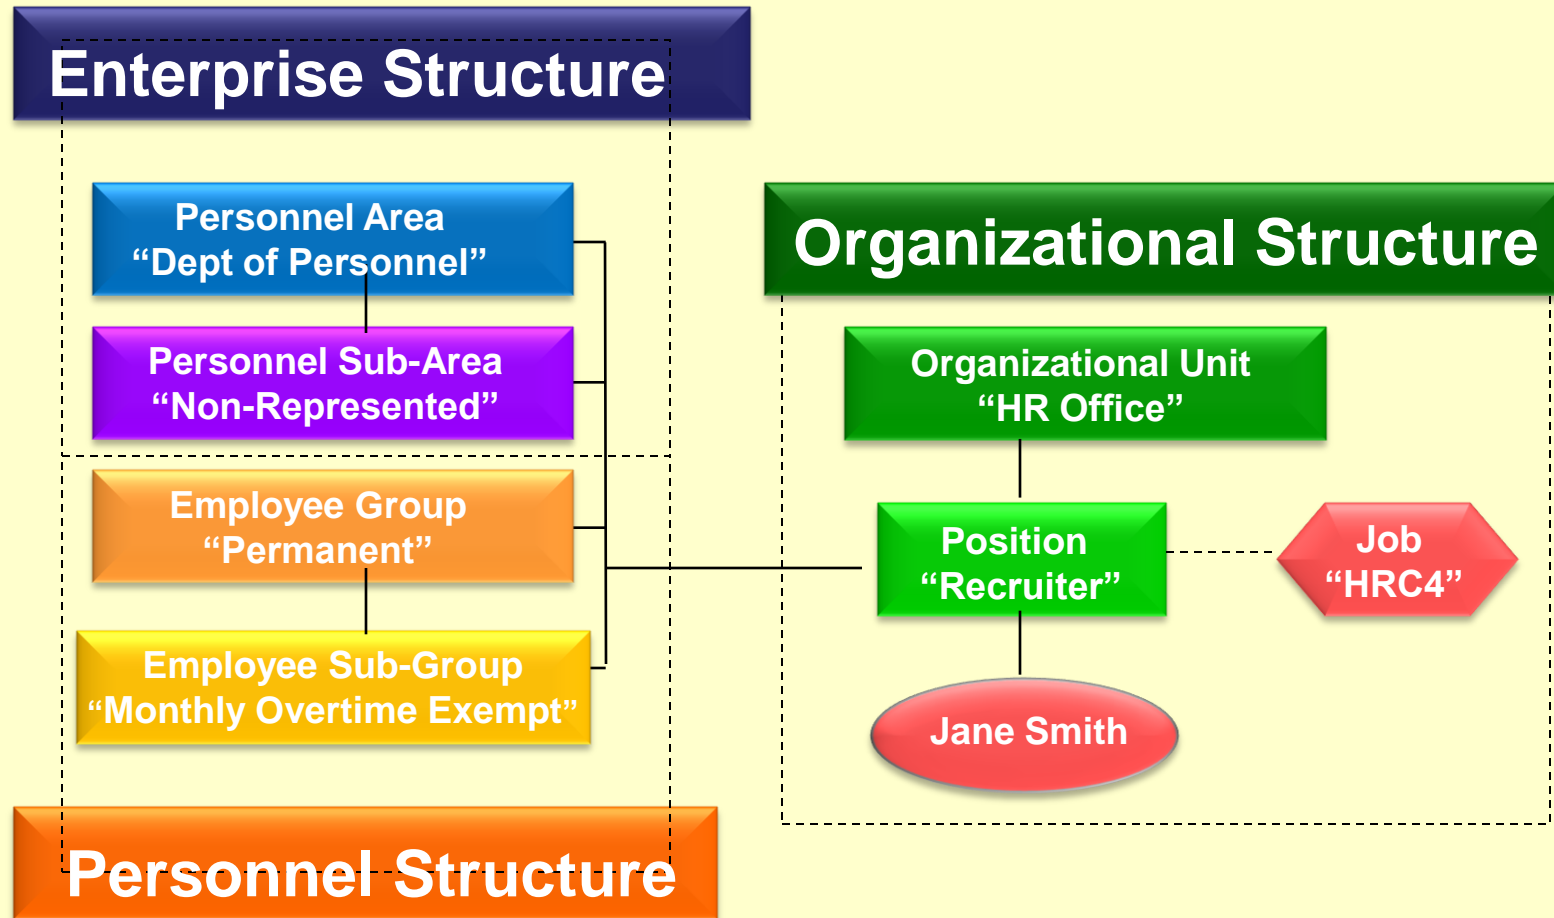 Enterprise Structure
Personnel Area
“Dept of Personnel”
Personnel Sub-Area
“Non-Represented”
Employee Group
“Permanent”
Employee Sub-Group
“Monthly Overtime Exempt”
Personnel Structure
Organizational Structure
Organizational Unit
“HR Office”
Position
“Recruiter”
Job
“HRC4”
Jane Smith